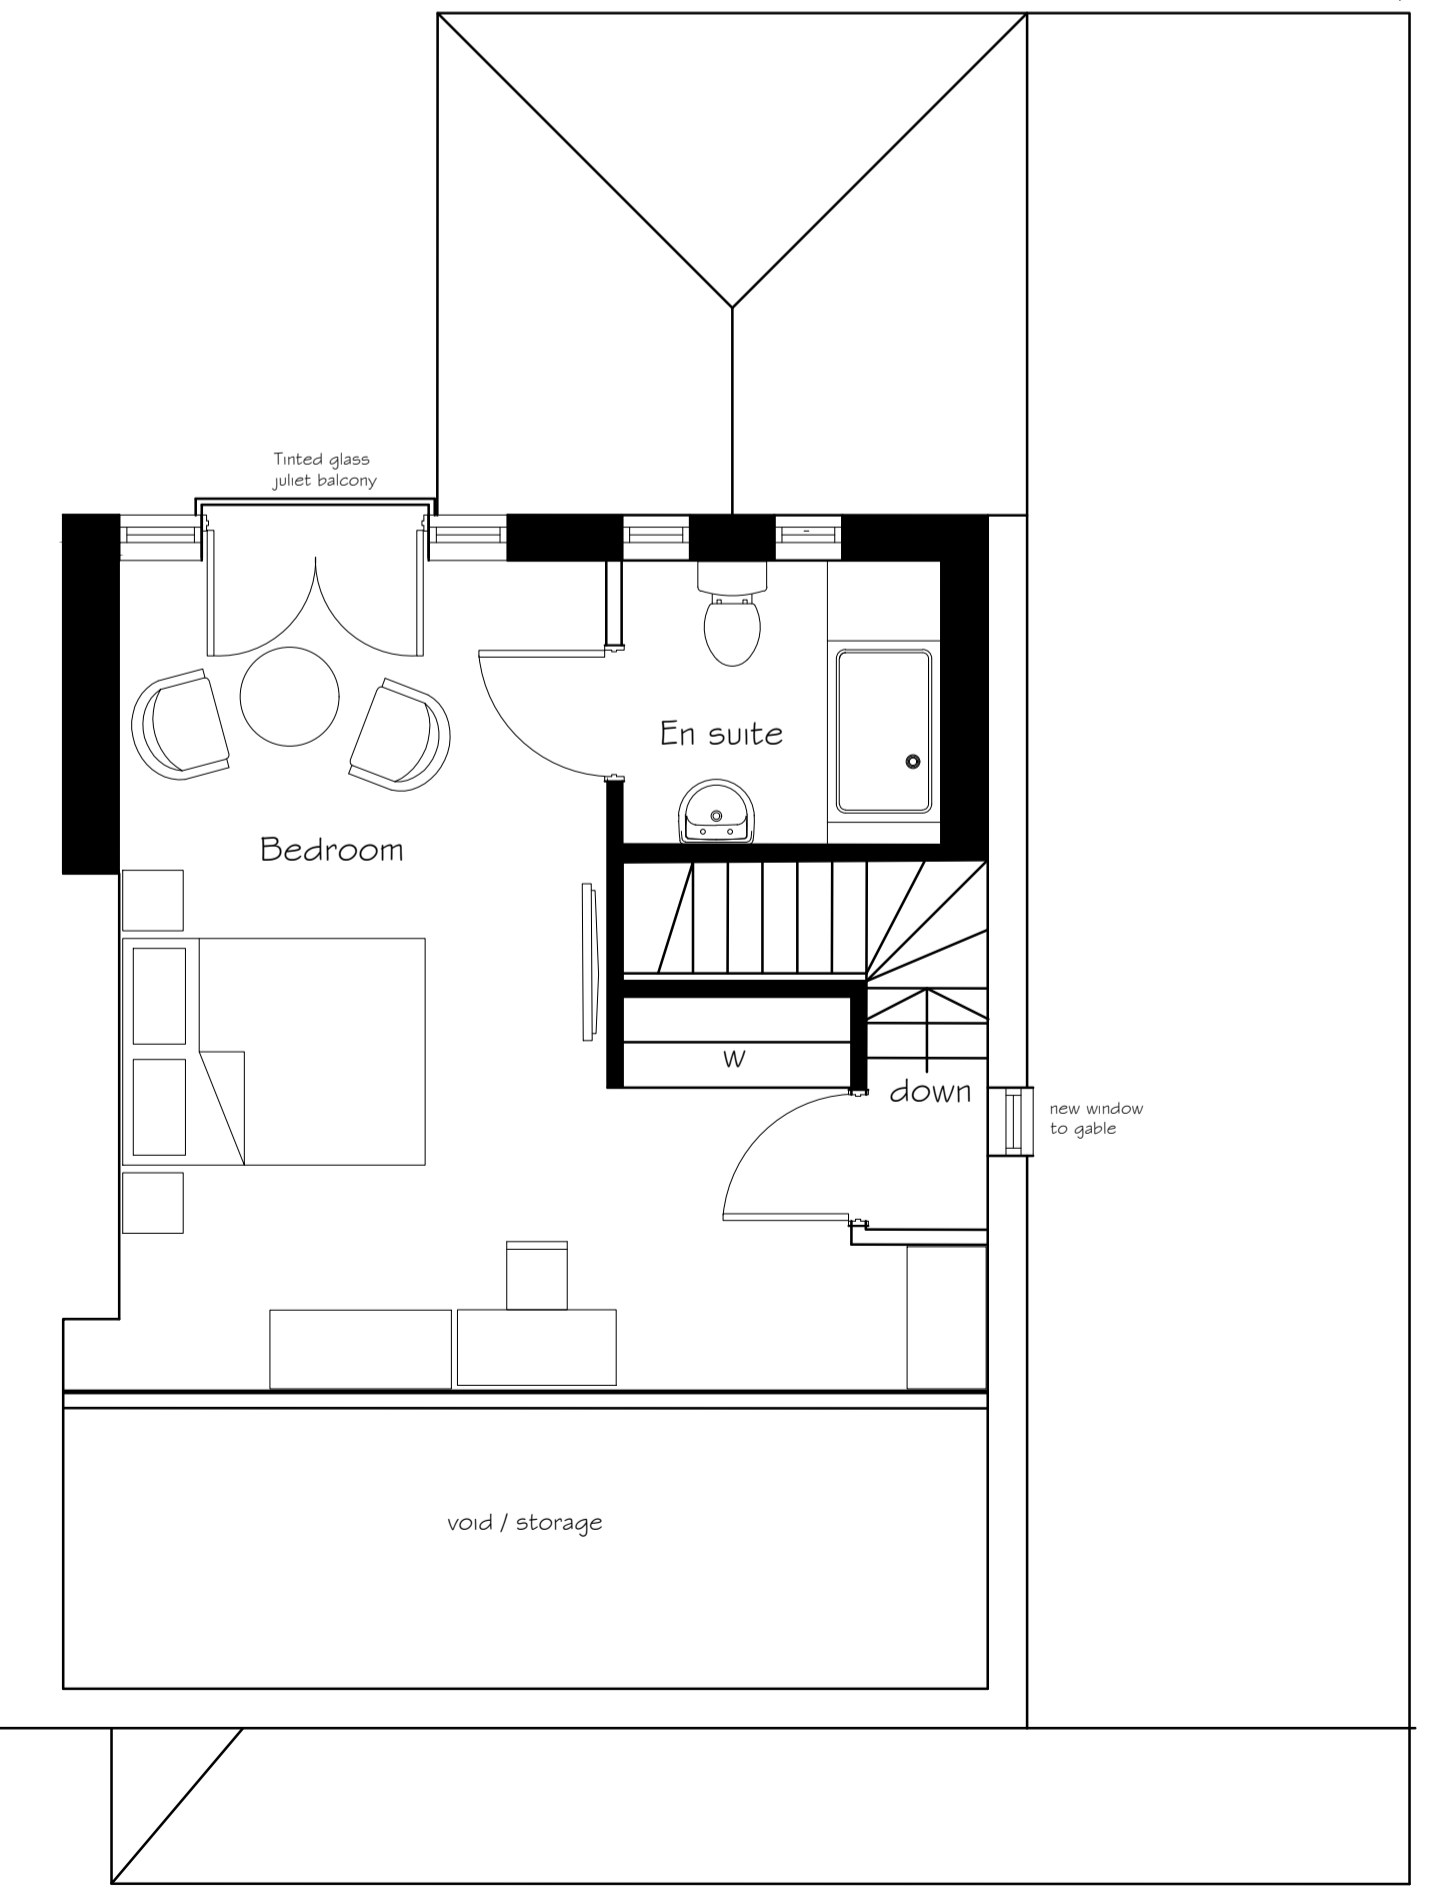 Tinted glass
juliet balcony
En suite
Bedroom
W
down
new window
to gable
void / storage